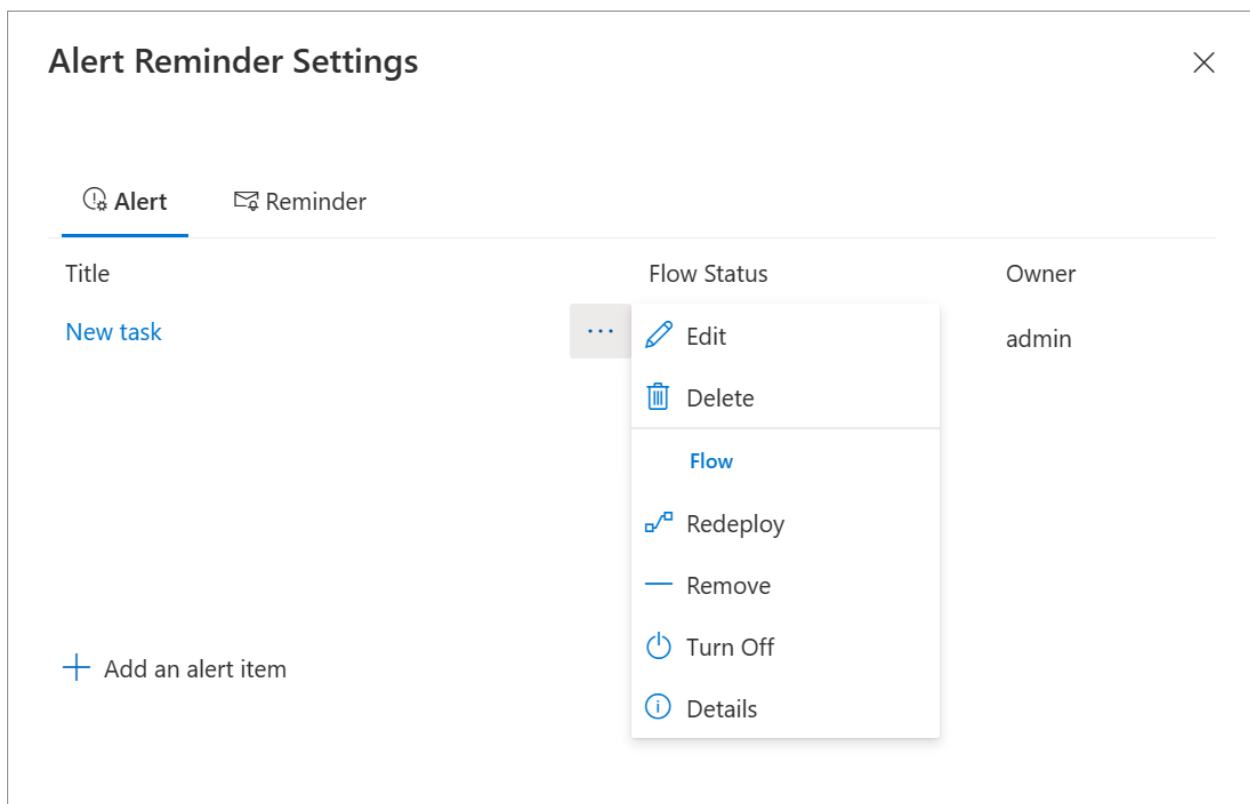 Alert Reminder Settings
Alert Reminder
Title Flow Status Owner
New task ... Edit admin
Delete
Flow
Redeploy
Remove
Turn Off
Add an alert item
Details